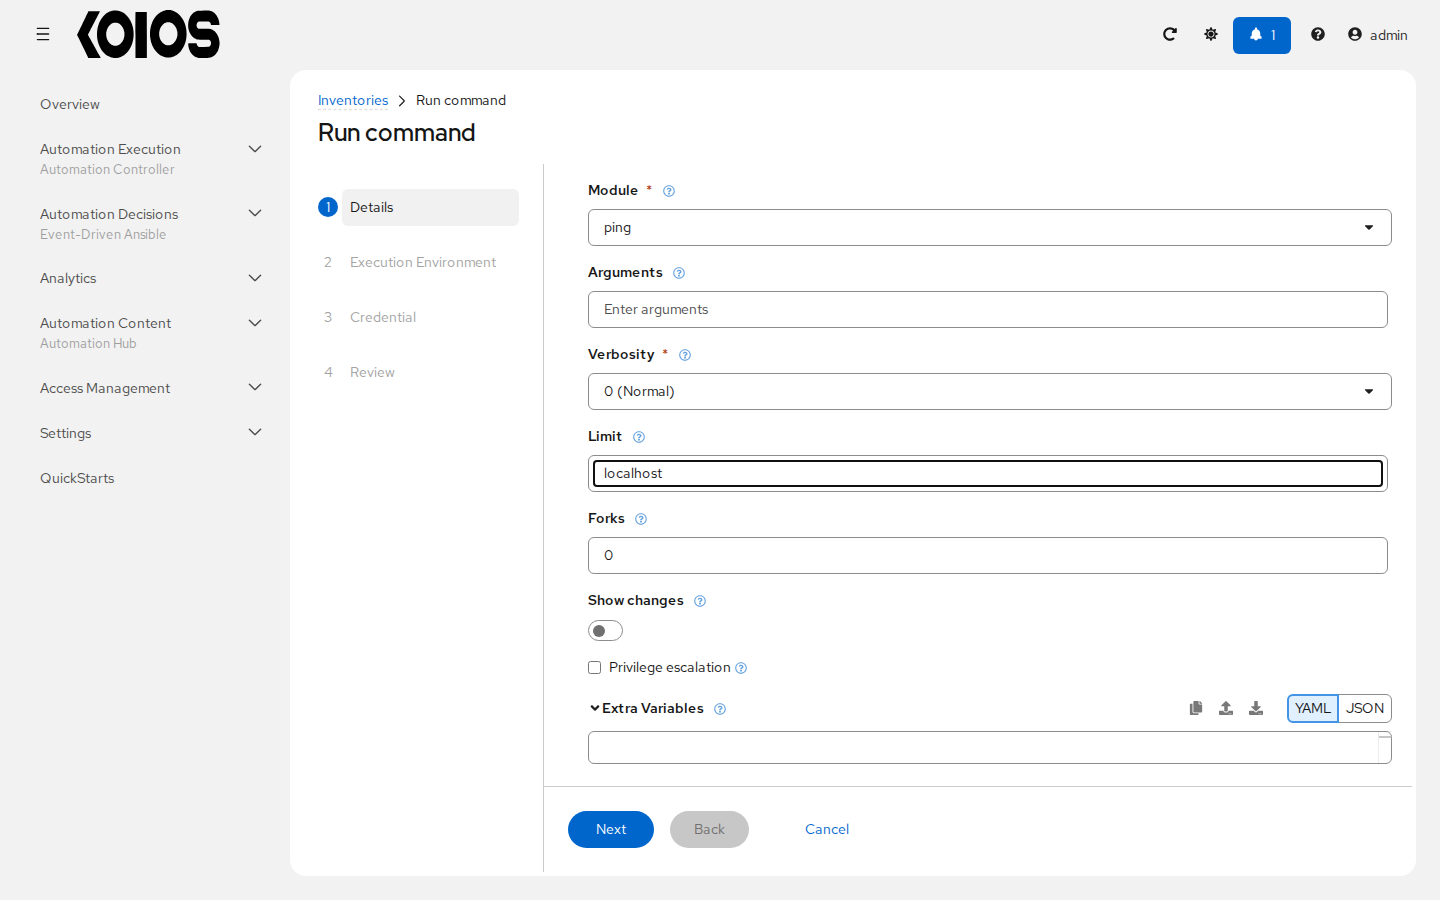 KOIOS
1
admin
Overview
Automation Execution
Automation Controller
Automation Decisions
Event-Driven Ansible
Analytics
Automation Content
Automation Hub
Access Management
Settings
QuickStarts
Inventories > Run command
Run command
1 Details
2 Execution Environment
3 Credential
4 Review
Module *
ping
Arguments
Enter arguments
Verbosity *
0 (Normal)
Limit
localhost
Forks
0
Show changes
Privilege escalation
Extra Variables
YAML JSON
Next Back Cancel